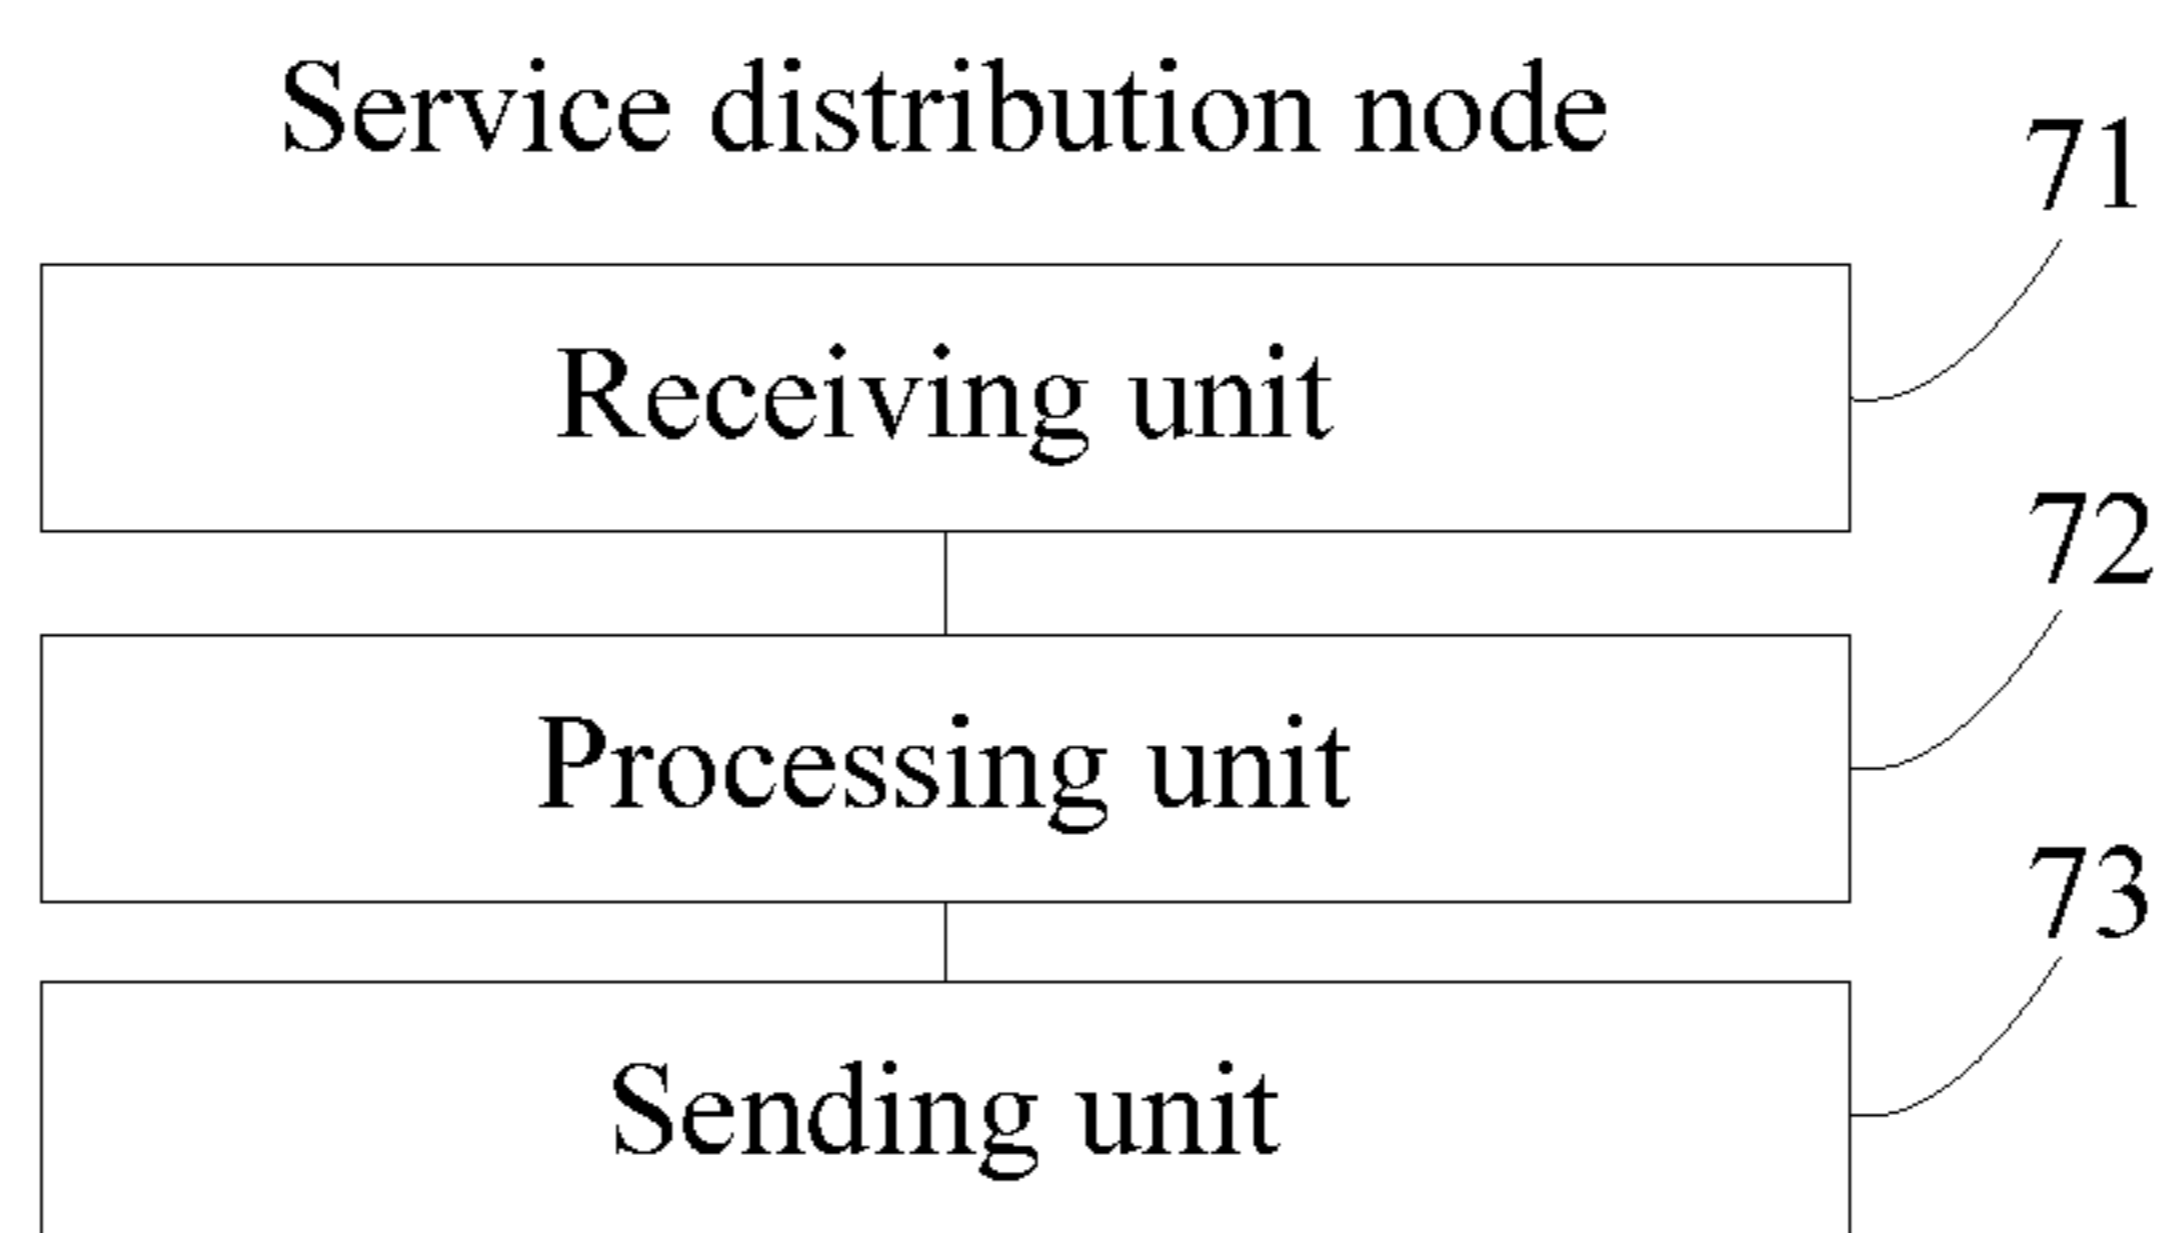 Service distribution node
71
Receiving unit
72
Processing unit
73
Sending unit